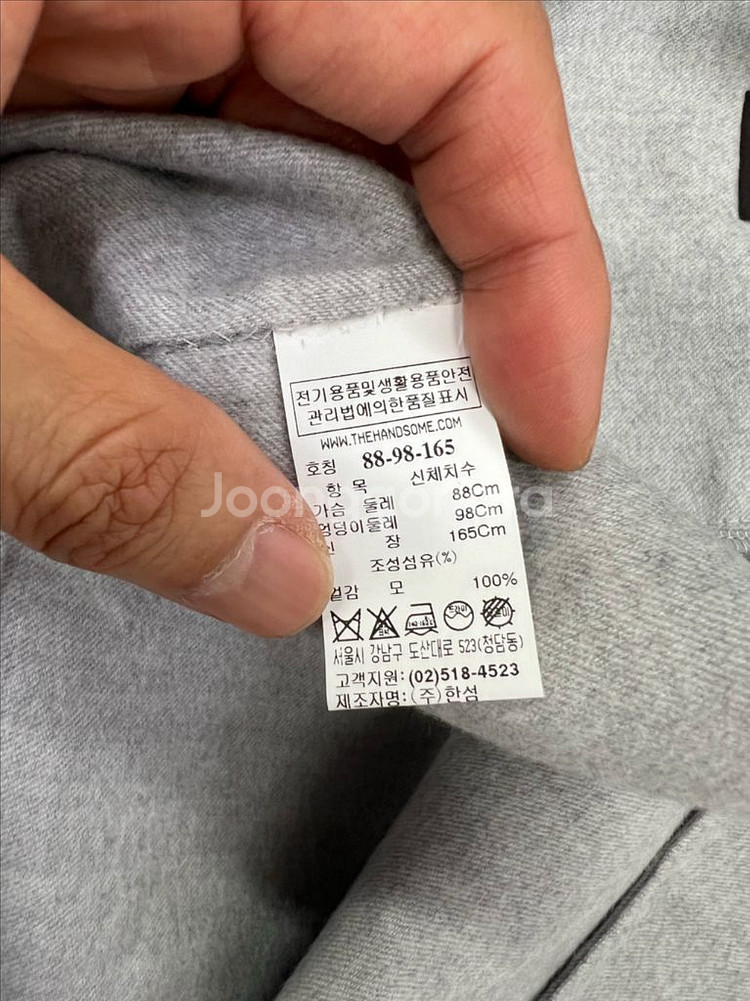 전기용품및생활용품안전
관리법에의한품질표시
WWW.THEHANDSOME.COM
호칭 88-98-165
항 목 신체치수
가슴 둘레 88Cm
엉덩이둘레 98Cm
장 165Cm
조성섬유(%)
겉감 모 100%
드라이
서울시 강남구 도산대로 523(청담동)
고객지원:(02)518-4523
제조자명:(주)한섬